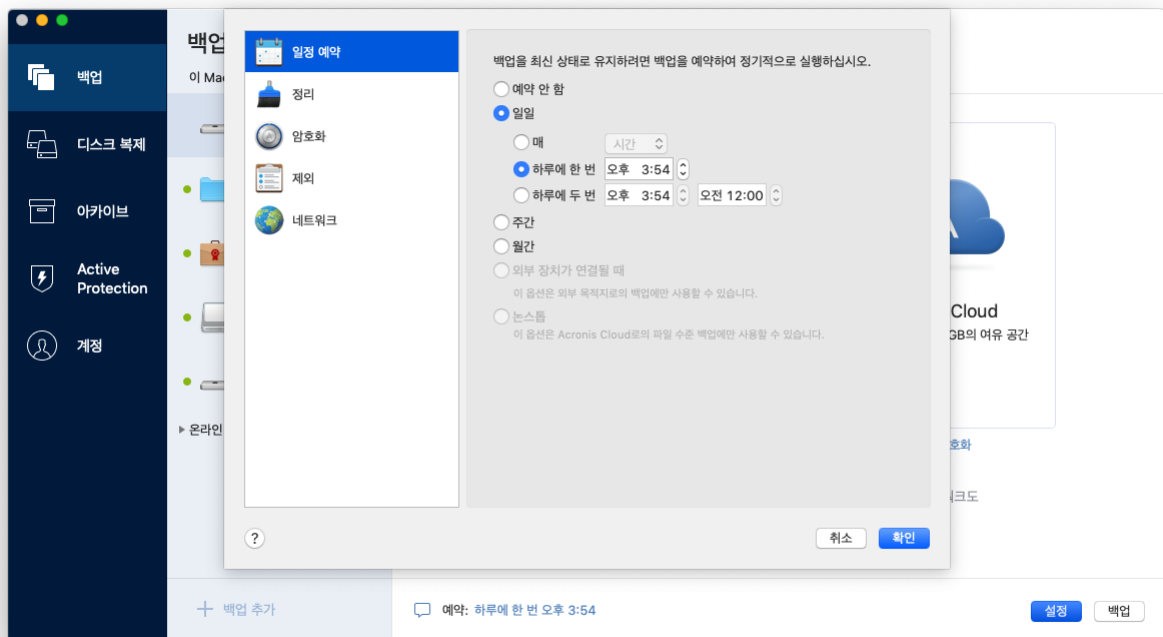 백업
디스크 복제
아카이브
Active
Protection
계정
백업
이 Mac
온라인
백업 추가
일정 예약
정리
암호화
제외
네트워크
백업을 최신 상태로 유지하려면 백업을 예약하여 정기적으로 실행하십시오.
예약 안 함
일일
매 시간
하루에 한 번 오후 3:54
하루에 두 번 오후 3:54 오전 12:00
주간
월간
외부 장치가 연결될 때
이 옵션은 외부 목적지로의 백업에만 사용할 수 있습니다.
논스톱
이 옵션은 Acronis Cloud로의 파일 수준 백업에만 사용할 수 있습니다.
? 취소 확인
Cloud
GB의 여유 공간
호화
크도
예약: 하루에 한 번 오후 3:54
설정 백업